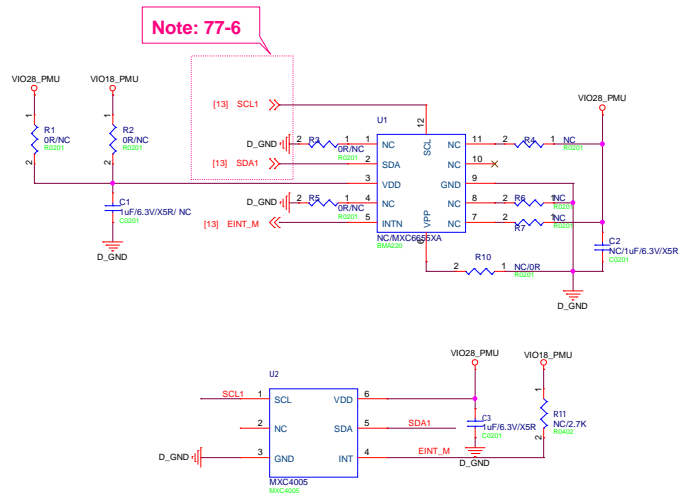 Note: 77-6
VIO28_PMU
VIO18_PMU
VIO28_PMU
[13] SCL1
U1
1
R1
0R/NC
R0201
2
1
R2
0R/NC
R0201
2
D_GND
2 R3 1
0R/NC
R0201
[13] SDA1
1 NC
2 SDA
3 VDD
4 NC
5 INTN
12
SCL
VPP
6
NC 11
NC 10
GND 9
NC 8
NC 7
2 R4 1 NC
R0201
D_GND
2 R5 1
0R/NC
R0201
2 R6 1 NC
R0201
2 R7 1 NC
R0201
[13] EINT_M
C1
1uF/6.3V/X5R/ NC
C0201
D_GND
NC/MXC6655XA
BMA220
C2
NC/1uF/6.3V/X5R
C0201
2 R10 1 NC/0R
R0201
D_GND
U2
VIO28_PMU
VIO18_PMU
SCL1 1 SCL
2 NC
D_GND 3 GND
VDD 6
SDA 5 SDA1
INT 4 EINT_M
MXC4005
MXC4005
C3
1uF/6.3V/X5R
C0201
D_GND
1
R11
NC/2.7K
R0402
2